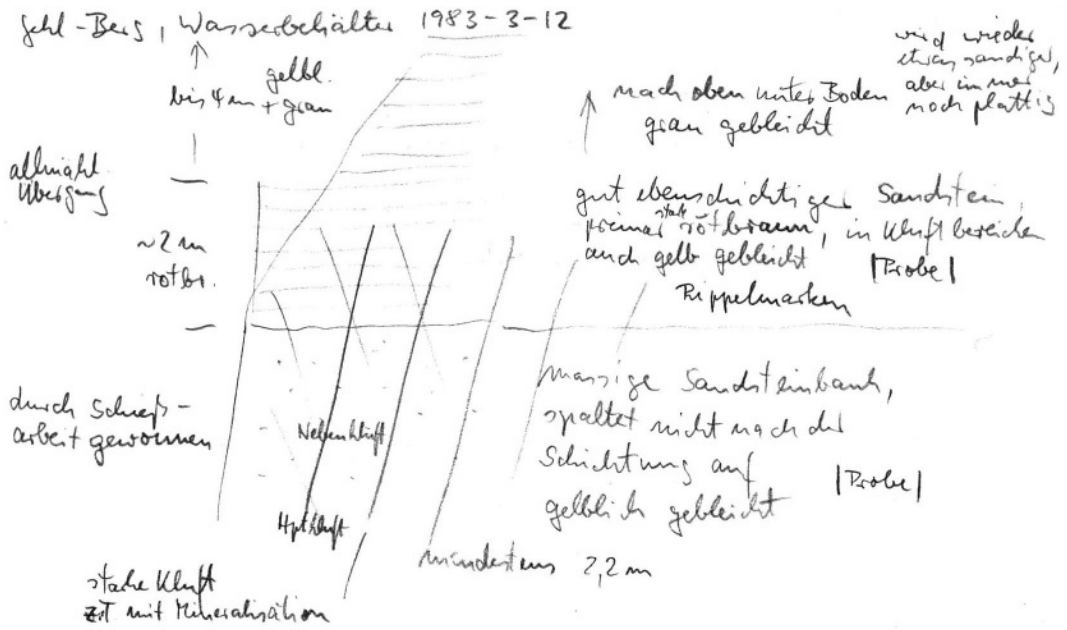 Gehl-Berg, Wasserbehälter 1983-3-12
gelbl.
bis 4 m + grau
allmähl.
Übergang
~2 m
rotbr.
durch Schieß-
arbeit gewonnen
Nebenkluft
Hptkluft
starke Kluft
z.T mit Mineralisation
wird wieder
etwas sandiger,
aber immer
noch plattig
nach oben unter Boden
grau gebleicht
gut ebenschichtiger Sandstein,
primär stark rötbraun, in Kluftbereichen
auch gelb gebleicht
|Probe|
Rippelmarken
massige Sandsteinbank,
spaltet nicht nach der
Schichtung auf
gelblich gebleicht
|Probe|
mindestens 2,2 m